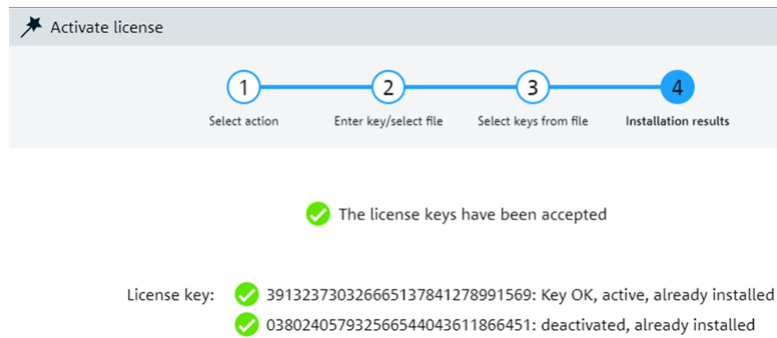 Activate license
1 2 3 4
Select action Enter key/select file Select keys from file Installation results
The license keys have been accepted
License key: 391323730326665137841278991569: Key OK, active, already installed
038024057932566544043611866451: deactivated, already installed